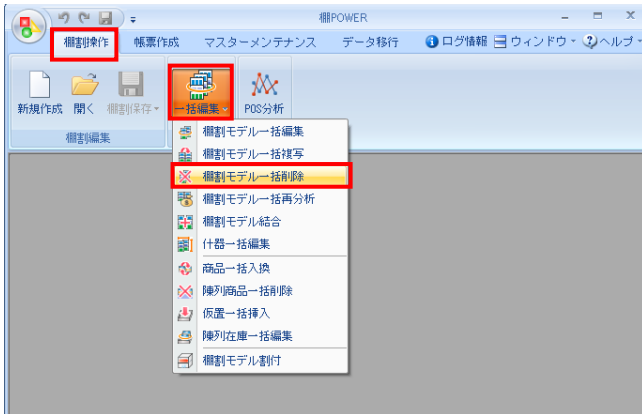 棚POWER
棚割操作 帳票作成 マスターメンテナンス データ移行 ログ情報 ウィンドウ ヘルプ
新規作成 開く 棚割保存 一括編集 POS分析
棚割編集
棚割モデル一括編集
棚割モデル一括複写
棚割モデル一括削除
棚割モデル一括再分析
棚割モデル結合
什器一括編集
商品一括入換
陳列商品一括削除
仮置一括挿入
陳列在庫一括編集
棚割モデル割付